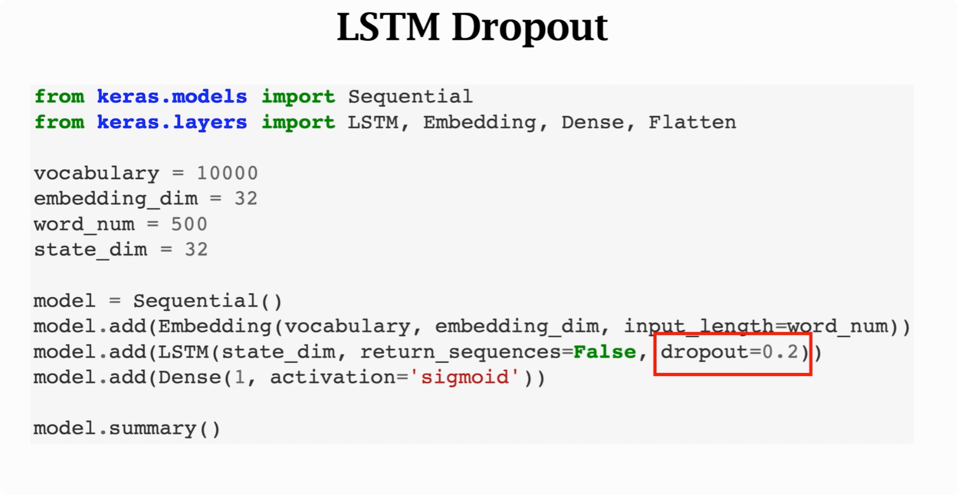 LSTM Dropout
from keras.models import Sequential
from keras.layers import LSTM, Embedding, Dense, Flatten
vocabulary = 10000
embedding_dim = 32
word_num = 500
state_dim = 32
model = Sequential()
model.add(Embedding(vocabulary, embedding_dim, input_length=word_num))
model.add(LSTM(state_dim, return_sequences=False, dropout=0.2))
model.add(Dense(1, activation='sigmoid'))
model.summary()